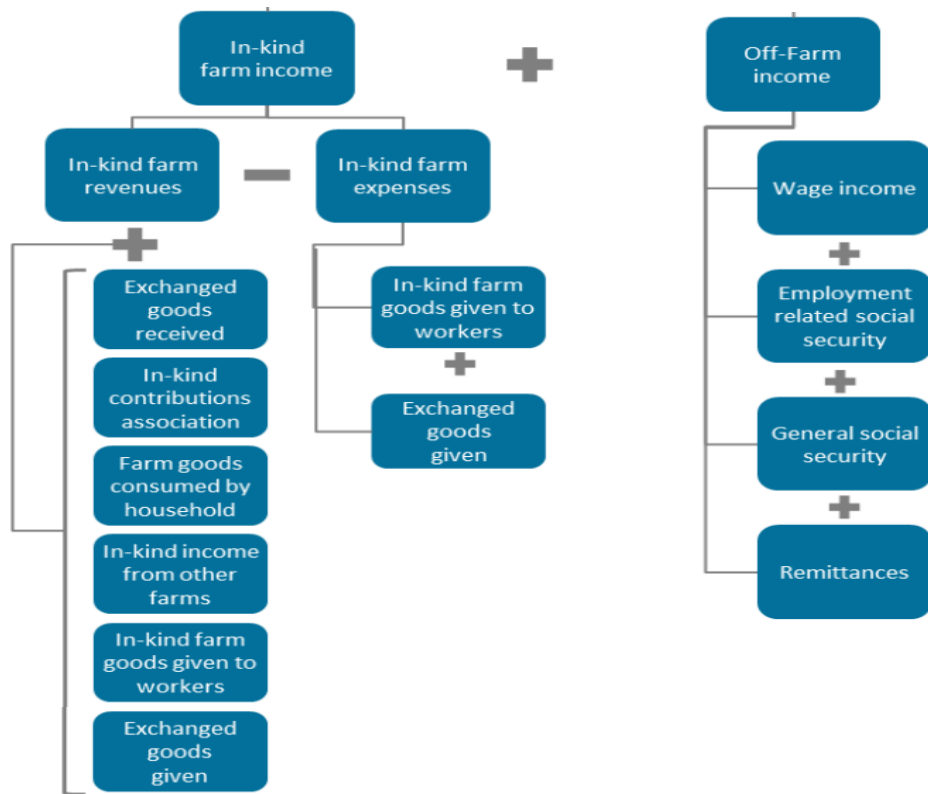 In-kind
farm income
Off-Farm
income
In-kind farm
revenues
In-kind farm
expenses
Exchanged
goods
received
In-kind
contributions
association
Farm goods
consumed by
household
In-kind income
from other
farms
In-kind farm
goods given to
workers
Exchanged
goods
given
In-kind farm
goods given to
workers
Exchanged
goods
given
Wage income
Employment
related social
security
General social
security
Remittances